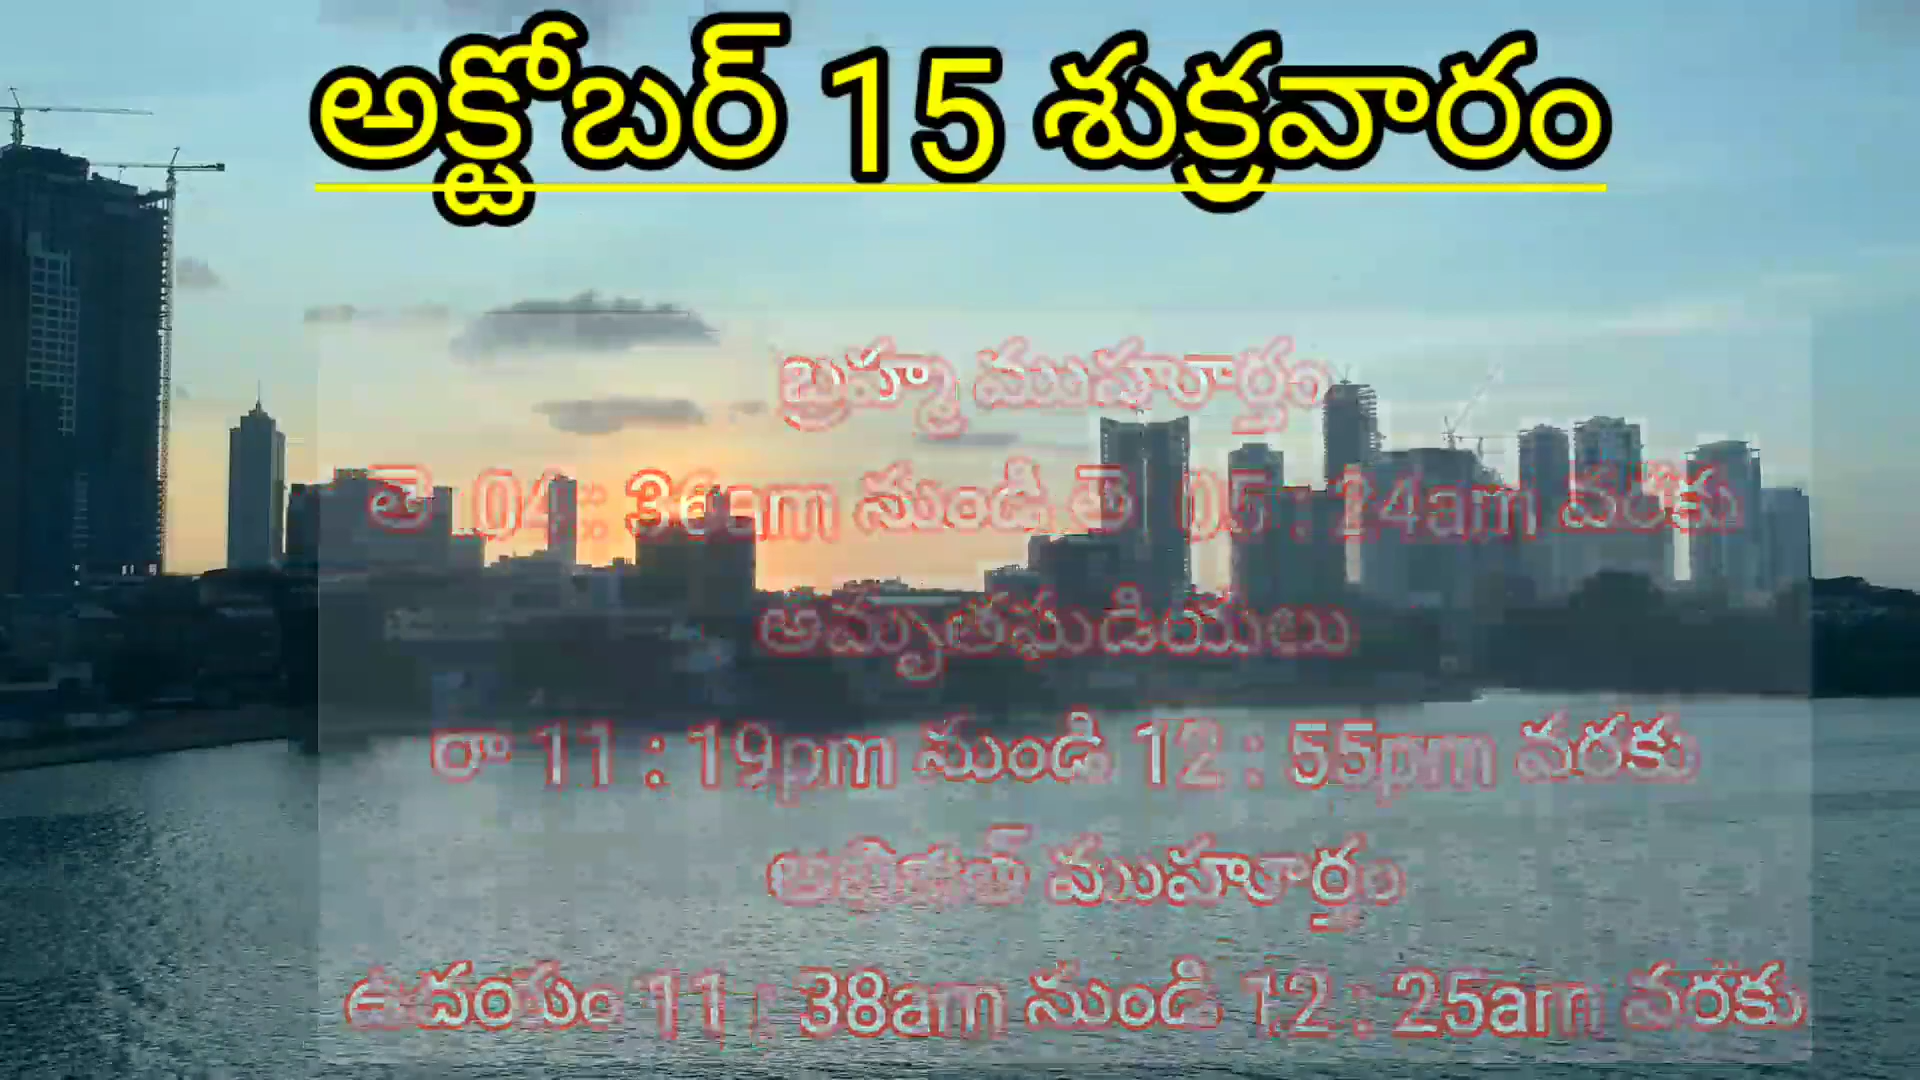 అక్టోబర్ 15 శుక్రవారం
బ్రహ్మ ముహూర్తం
తె 04 : 36am నుండి తె 05 : 24am వరకు
అమృతఘడియలు
రా 11 : 19pm నుండి 12 : 55pm వరకు
అభిజిత్ ముహూర్తం
ఉదయం 11 : 38am నుండి 12 : 25am వరకు